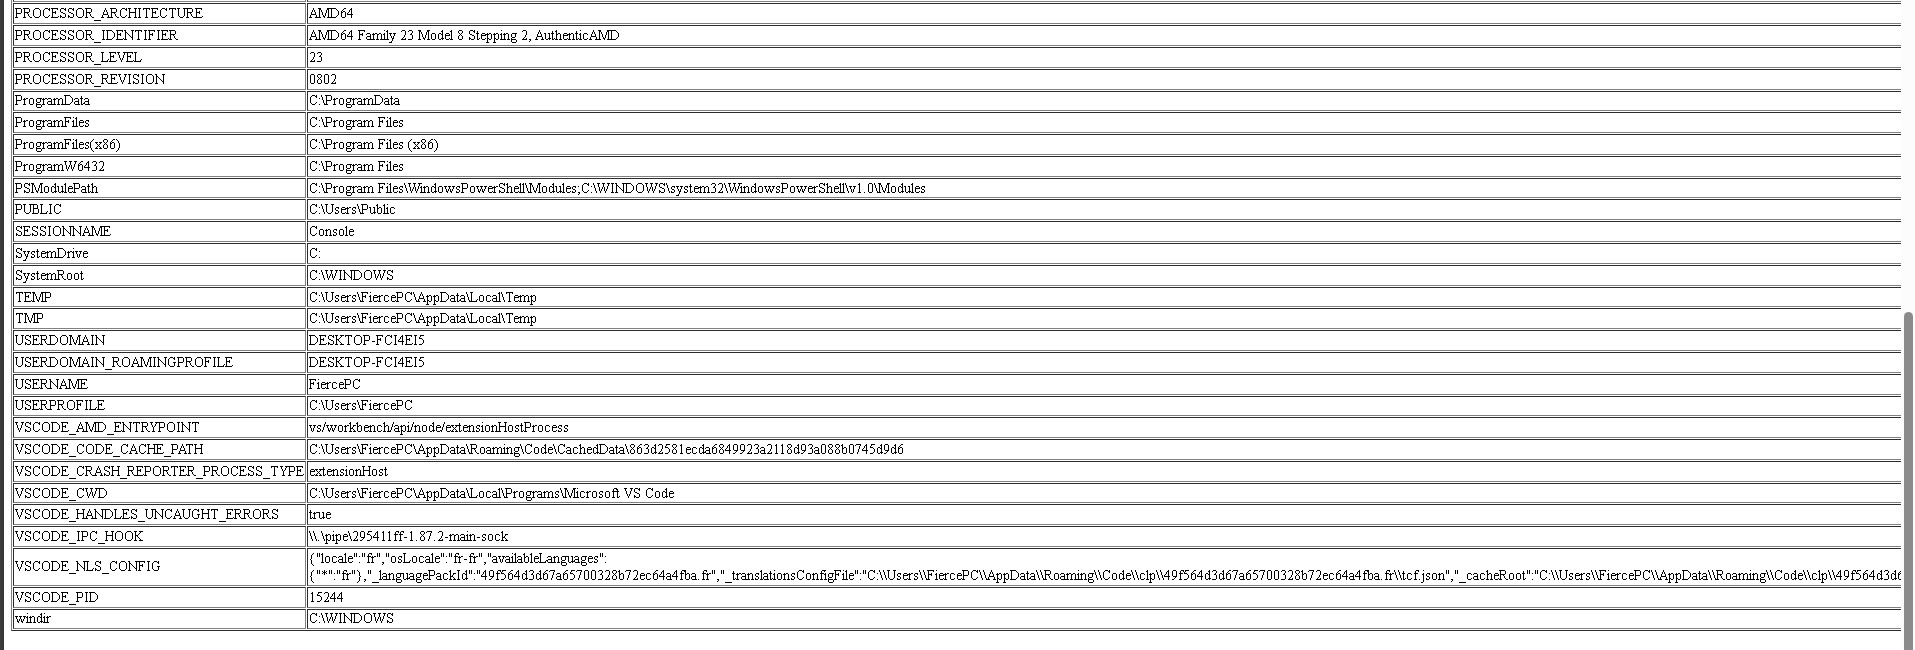 PROCESSOR_ARCHITECTURE AMD64
PROCESSOR_IDENTIFIER AMD64 Family 23 Model 8 Stepping 2, AuthenticAMD
PROCESSOR_LEVEL 23
PROCESSOR_REVISION 0802
ProgramData C:\ProgramData
ProgramFiles C:\Program Files
ProgramFiles(x86) C:\Program Files (x86)
ProgramW6432 C:\Program Files
PSModulePath C:\Program Files\WindowsPowerShell\Modules;C:\WINDOWS\system32\WindowsPowerShell\v1.0\Modules
PUBLIC C:\Users\Public
SESSIONNAME Console
SystemDrive C:
SystemRoot C:\WINDOWS
TEMP C:\Users\FiercePC\AppData\Local\Temp
TMP C:\Users\FiercePC\AppData\Local\Temp
USERDOMAIN DESKTOP-FCI4EI5
USERDOMAIN_ROAMINGPROFILE DESKTOP-FCI4EI5
USERNAME FiercePC
USERPROFILE C:\Users\FiercePC
VSCODE_AMD_ENTRYPOINT vs/workbench/api/node/extensionHostProcess
VSCODE_CODE_CACHE_PATH C:\Users\FiercePC\AppData\Roaming\Code\CachedData\863d2581ecda6849923a2118d93a088b0745d9d6
VSCODE_CRASH_REPORTER_PROCESS_TYPE extensionHost
VSCODE_CWD C:\Users\FiercePC\AppData\Local\Programs\Microsoft VS Code
VSCODE_HANDLES_UNCAUGHT_ERRORS true
VSCODE_IPC_HOOK \\.\pipe\295411ff-1.87.2-main-sock
VSCODE_NLS_CONFIG {"locale":"fr","osLocale":"fr-fr","availableLanguages":
{"*":"fr"},"_languagePackId":"49f564d3d67a65700328b72ec64a4fba.fr","_translationsConfigFile":"C:\\Users\\FiercePC\\AppData\\Roaming\\Code\\clp\\49f564d3d67a65700328b72ec64a4fba.fr\\tcf.json","_cacheRoot":"C:\\Users\\FiercePC\\AppData\\Roaming\\Code\\clp\\49f564d3d6
VSCODE_PID 15244
windir C:\WINDOWS